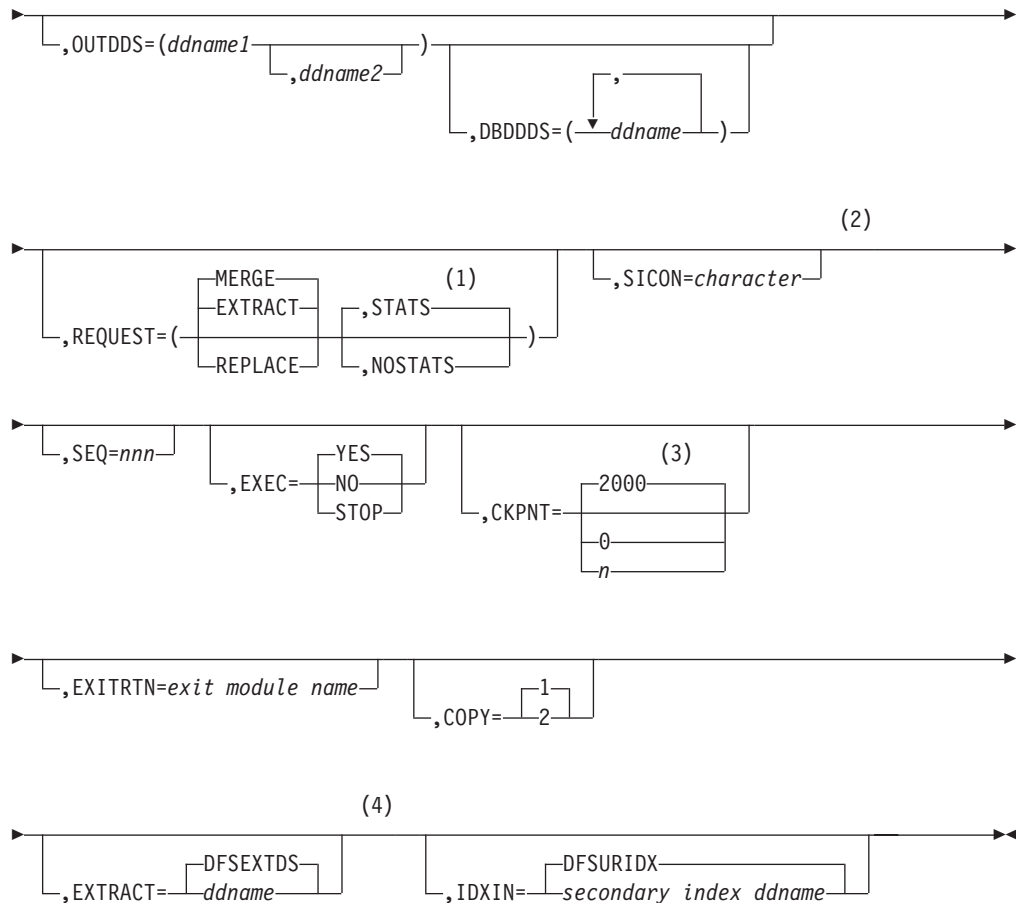 ,OUTDDS=(ddname1 )
,ddname2
,
,DBDDDS=( ddname )
(2)
MERGE (1) ,SICON=character
EXTRACT ,STATS
,REQUEST=( )
REPLACE ,NOSTATS
,SEQ=nnn YES (3)
,EXEC= NO 2000
STOP ,CKPNT=
0
n
,EXITRTN=exit module name 1
,COPY= 2
(4)
DFSEXTDS DFSURIDX
,EXTRACT= ddname ,IDXIN= secondary index ddname